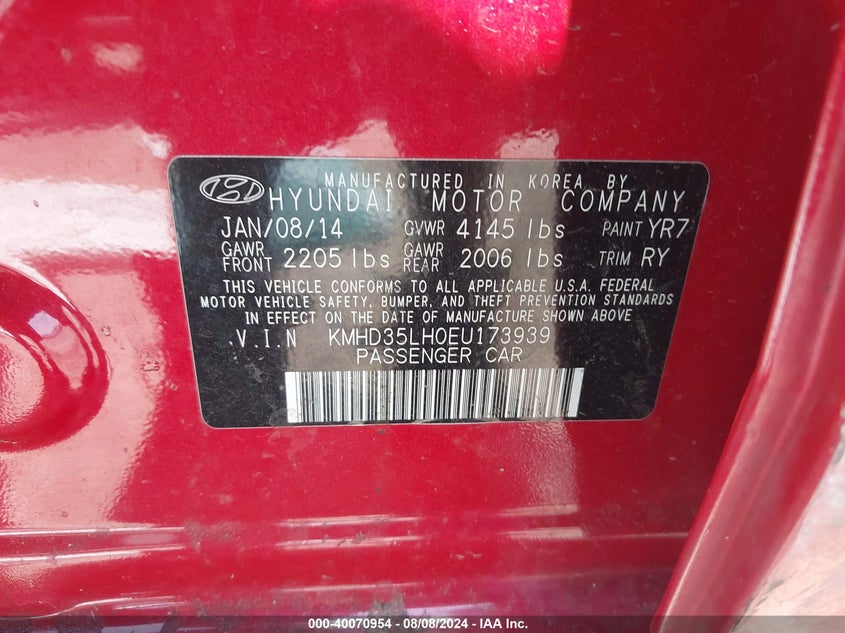 MANUFACTURED IN KOREA BY
HYUNDAI MOTOR COMPANY
JAN/08/14 GVWR 4145 lbs PAINT YR7
GAWR FRONT 2205 lbs GAWR REAR 2006 lbs TRIM RY
THIS VEHICLE CONFORMS TO ALL APPLICABLE U.S.A. FEDERAL
MOTOR VEHICLE SAFETY, BUMPER, AND THEFT PREVENTION STANDARDS
IN EFFECT ON THE DATE OF MANUFACTURE SHOWN ABOVE
V.I.N KMHD35LH0EU173939
PASSENGER CAR
000-40070954 - 08/08/2024 - IAA Inc.